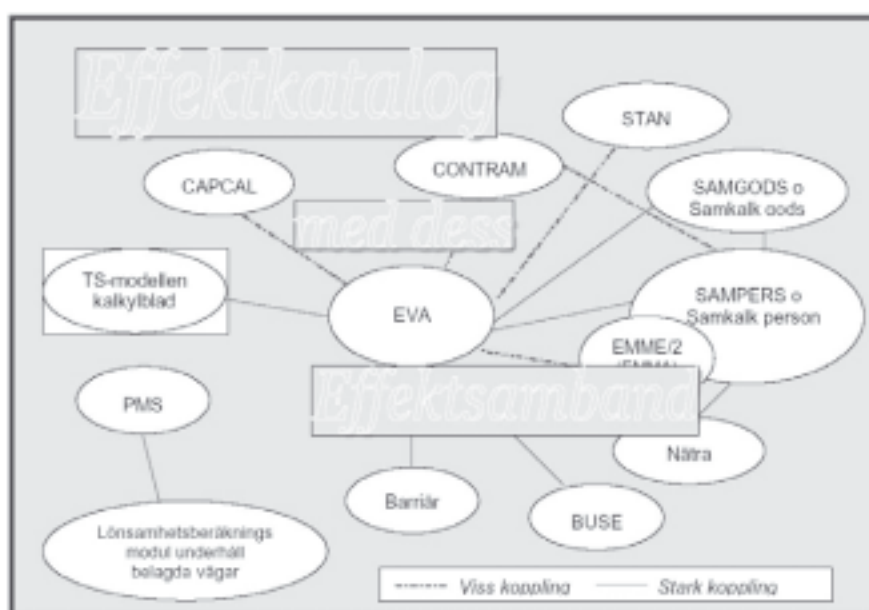 Effektkatalog
STAN
CONTRAM
CAPCAL
SAMGODS o
Samkalk gods
med dess
TS-modellen
kalkylblad
EVA
SAMPERS o
Samkalk person
EMME/2
(EMMA)
PMS
Effektsamband
Nätra
Barriär
BUSE
Lönsamhetsberäknings
modul underhåll
belagda vägar
Viss koppling
Stark koppling